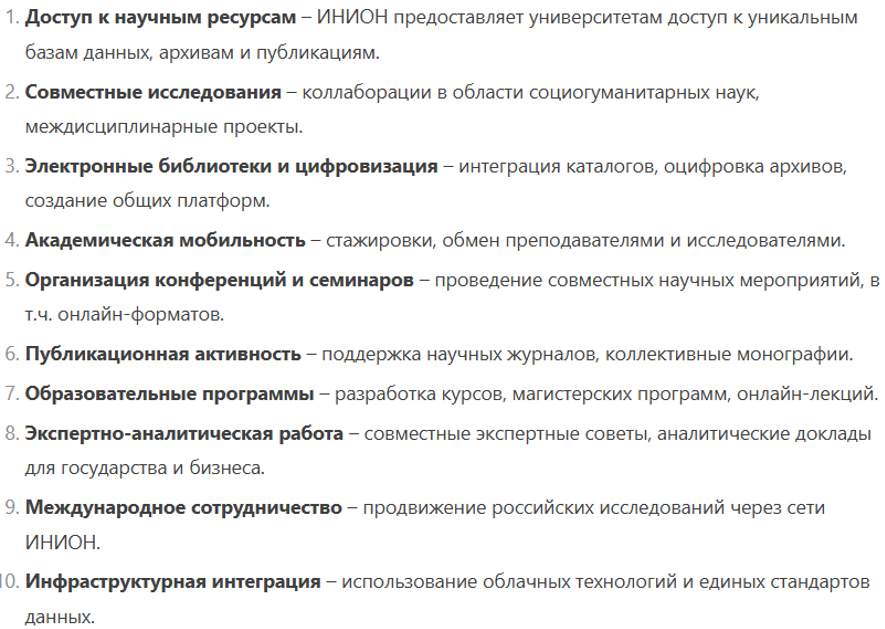 1. Доступ к научным ресурсам – ИНИОН предоставляет университетам доступ к уникальным
базам данных, архивам и публикациям.
2. Совместные исследования – коллаборации в области социогуманитарных наук,
междисциплинарные проекты.
3. Электронные библиотеки и цифровизация – интеграция каталогов, оцифровка архивов,
создание общих платформ.
4. Академическая мобильность – стажировки, обмен преподавателями и исследователями.
5. Организация конференций и семинаров – проведение совместных научных мероприятий, в
т.ч. онлайн-форматов.
6. Публикационная активность – поддержка научных журналов, коллективные монографии.
7. Образовательные программы – разработка курсов, магистерских программ, онлайн-лекций.
8. Экспертно-аналитическая работа – совместные экспертные советы, аналитические доклады
для государства и бизнеса.
9. Международное сотрудничество – продвижение российских исследований через сети
ИНИОН.
10. Инфраструктурная интеграция – использование облачных технологий и единых стандартов
данных.